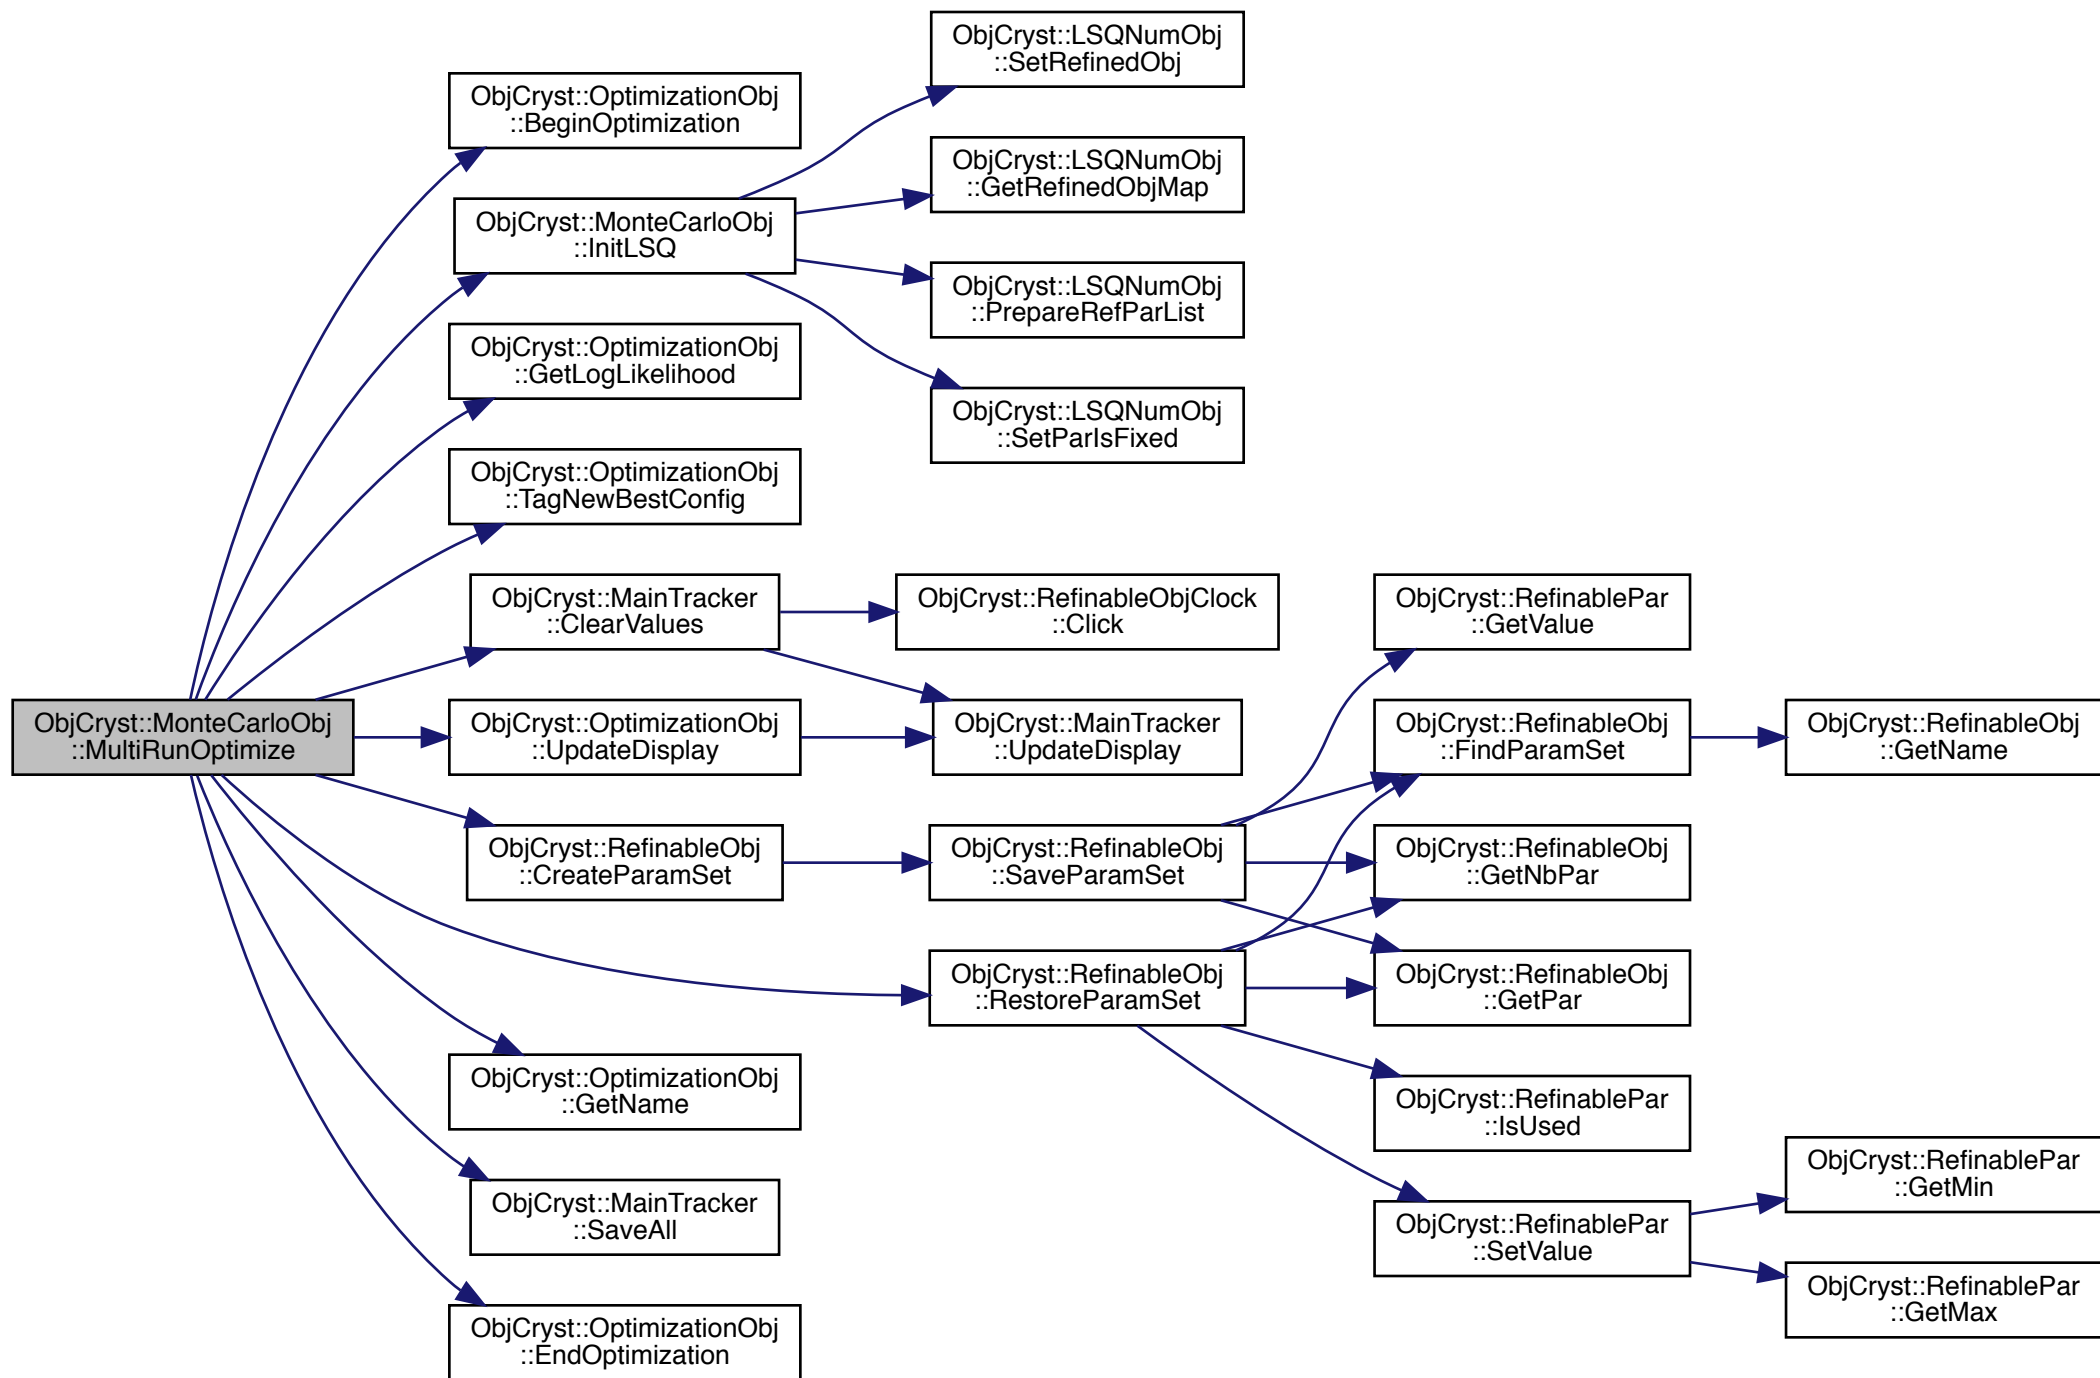 ObjCryst::MonteCarloObj
::MultiRunOptimize
ObjCryst::OptimizationObj
::BeginOptimization
ObjCryst::MonteCarloObj
::InitLSQ
ObjCryst::OptimizationObj
::GetLogLikelihood
ObjCryst::OptimizationObj
::TagNewBestConfig
ObjCryst::MainTracker
::ClearValues
ObjCryst::OptimizationObj
::UpdateDisplay
ObjCryst::RefinableObj
::CreateParamSet
ObjCryst::OptimizationObj
::GetName
ObjCryst::MainTracker
::SaveAll
ObjCryst::OptimizationObj
::EndOptimization
ObjCryst::LSQNumObj
::SetRefinedObj
ObjCryst::LSQNumObj
::GetRefinedObjMap
ObjCryst::LSQNumObj
::PrepareRefParList
ObjCryst::LSQNumObj
::SetParIsFixed
ObjCryst::RefinableObjClock
::Click
ObjCryst::MainTracker
::UpdateDisplay
ObjCryst::RefinableObj
::SaveParamSet
ObjCryst::RefinableObj
::RestoreParamSet
ObjCryst::RefinablePar
::GetValue
ObjCryst::RefinableObj
::FindParamSet
ObjCryst::RefinableObj
::GetNbPar
ObjCryst::RefinableObj
::GetPar
ObjCryst::RefinablePar
::IsUsed
ObjCryst::RefinablePar
::SetValue
ObjCryst::RefinableObj
::GetName
ObjCryst::RefinablePar
::GetMin
ObjCryst::RefinablePar
::GetMax